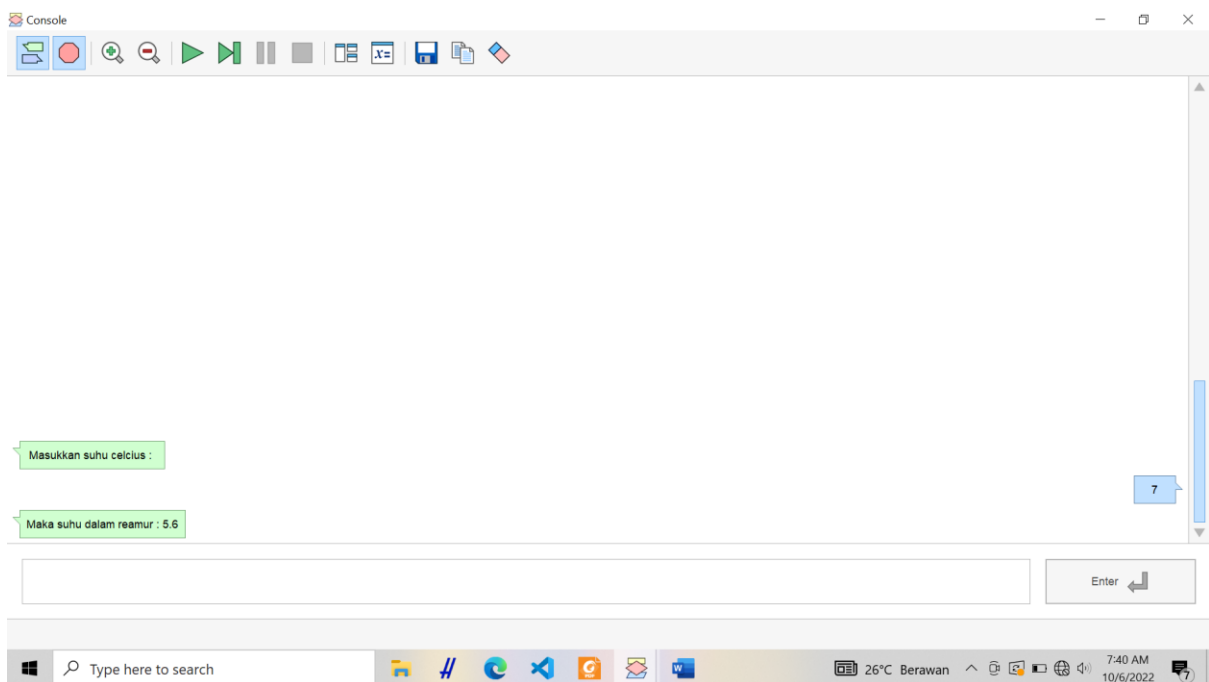 Console
x=
Masukkan suhu celcius :
7
Maka suhu dalam reamur : 5.6
Enter
Type here to search
26°C Berawan
7:40 AM
10/6/2022
7